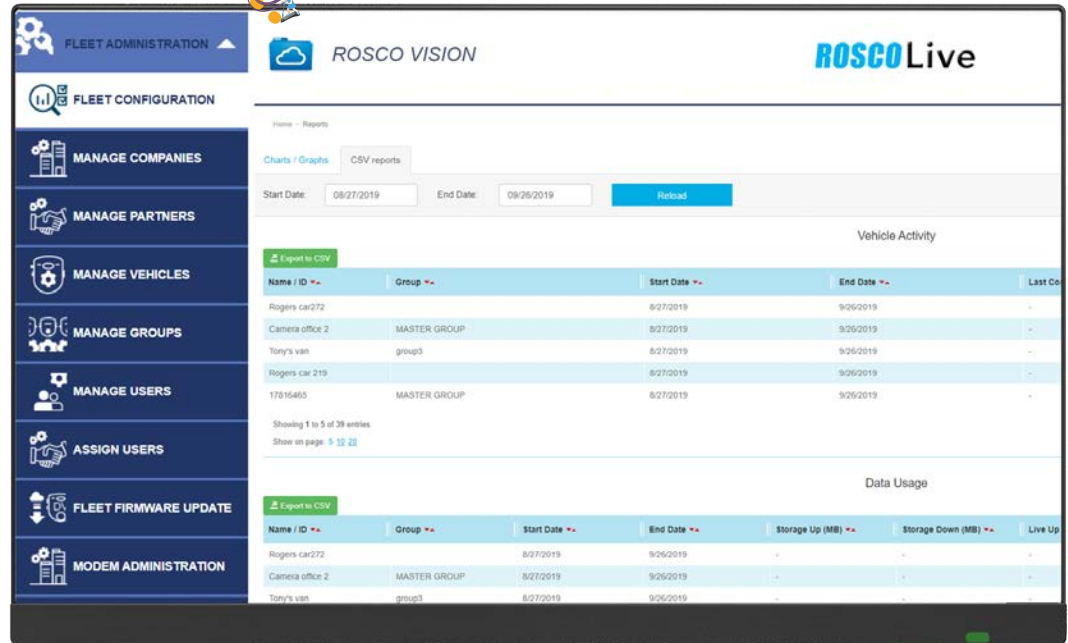 FLEET ADMINISTRATION
FLEET CONFIGURATION
MANAGE COMPANIES
MANAGE PARTNERS
MANAGE VEHICLES
MANAGE GROUPS
MANAGE USERS
ASSIGN USERS
FLEET FIRMWARE UPDATE
MODEM ADMINISTRATION
ROSCO VISION
ROSCO Live
Home - Reports
Charts / Graphs CSV reports
Start Date: 08/27/2019 End Date: 09/26/2019 Reload
Vehicle Activity
Export to CSV
Name / ID Group Start Date End Date Last Co
Rogers car272 8/27/2019 9/26/2019 -
Camera office 2 MASTER GROUP 8/27/2019 9/26/2019 -
Tony's van group3 8/27/2019 9/26/2019 -
Rogers car 219 8/27/2019 9/26/2019 -
17816465 MASTER GROUP 8/27/2019 9/26/2019 -
Showing 1 to 5 of 39 entries
Show on page: 5 10 20
Data Usage
Export to CSV
Name / ID Group Start Date End Date Storage Up (MB) Storage Down (MB) Live Up
Rogers car272 8/27/2019 9/26/2019 - - -
Camera office 2 MASTER GROUP 8/27/2019 9/26/2019 - - -
Tony's van group3 8/27/2019 9/26/2019 - - -